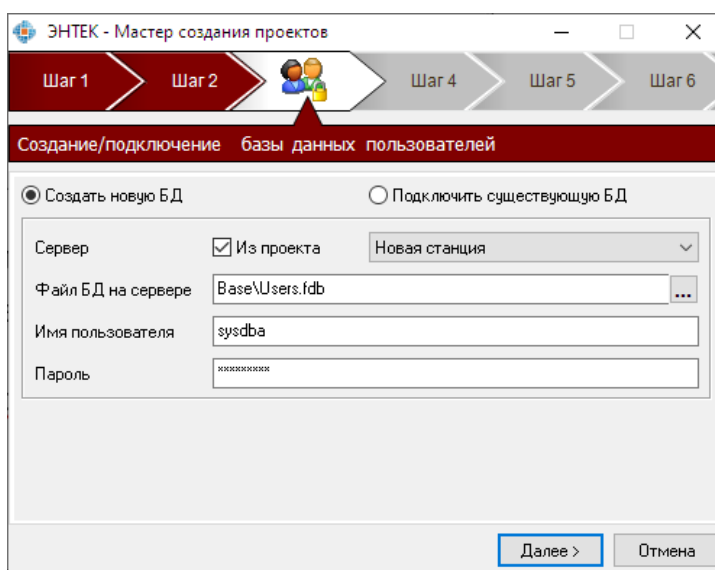 ЭНТЕК - Мастер создания проектов
Шаг 1 Шаг 2 Шаг 4 Шаг 5 Шаг 6
Создание/подключение базы данных пользователей
Создать новую БД Подключить существующую БД
Сервер Из проекта Новая станция
Файл БД на сервере Base\Users.fdb ...
Имя пользователя sysdba
Пароль *********
Далее > Отмена